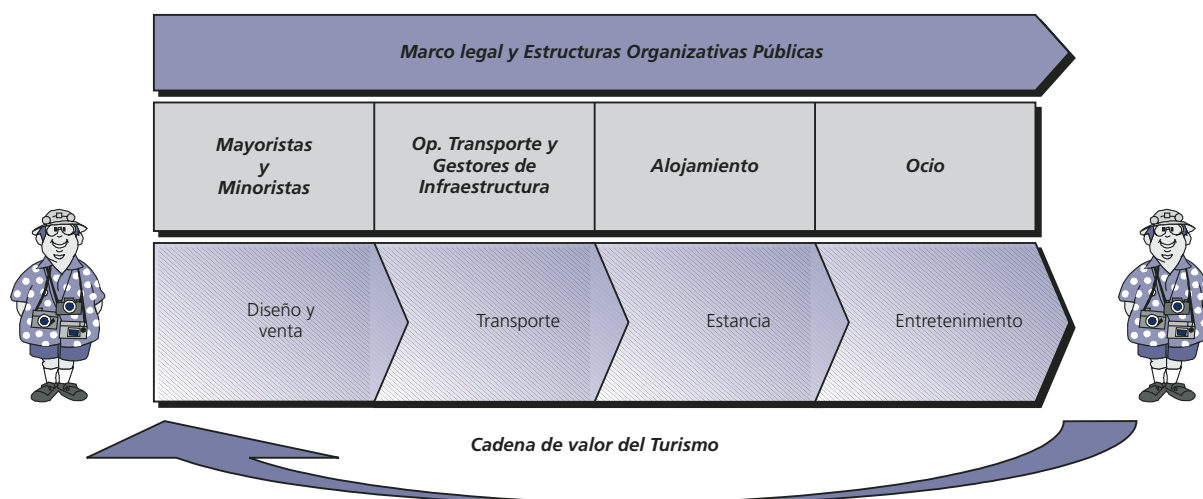 Marco legal y Estructuras Organizativas Públicas
Mayoristas
y
Minoristas
Op. Transporte y
Gestores de
Infraestructura
Alojamiento
Ocio
Diseño y
venta
Transporte
Estancia
Entretenimiento
Cadena de valor del Turismo